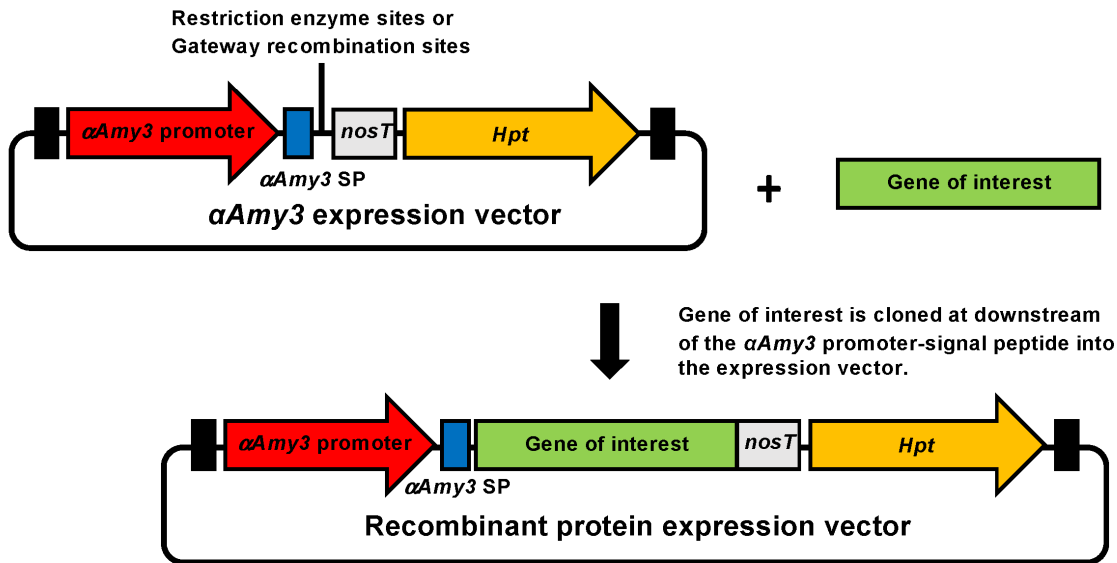 Restriction enzyme sites or
Gateway recombination sites
αAmy3 promoter
nosT
Hpt
αAmy3 SP
αAmy3 expression vector
+
Gene of interest
Gene of interest is cloned at downstream
of the αAmy3 promoter-signal peptide into
the expression vector.
αAmy3 promoter
Gene of interest
nosT
Hpt
αAmy3 SP
Recombinant protein expression vector